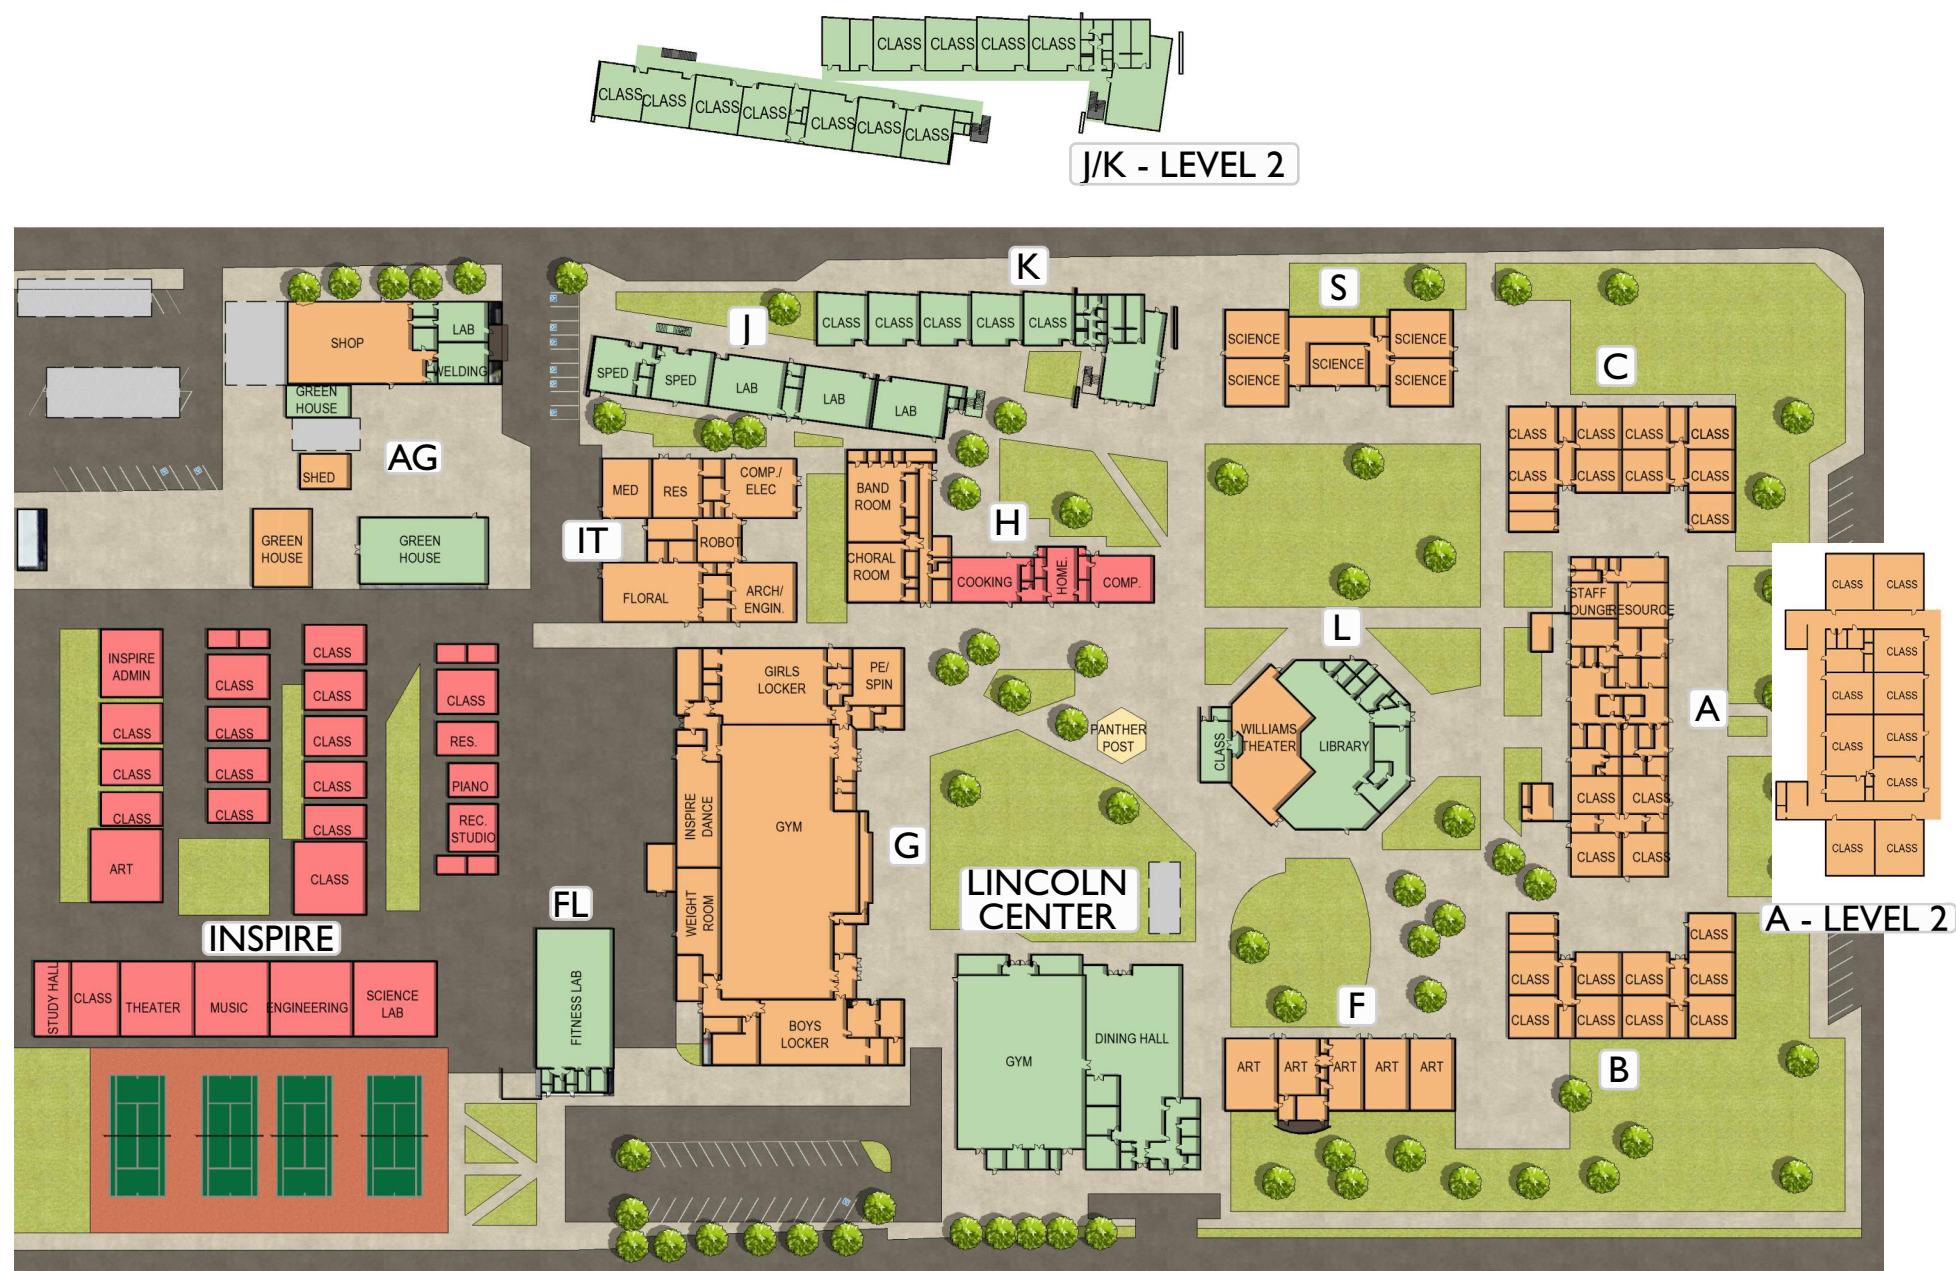 CLASS CLASS CLASS CLASS
CLASS CLASS CLASS CLASS CLASS CLASS CLASS
J/K - LEVEL 2
K
S
J
C
SHOP
LAB
WELDING
GREEN
HOUSE
SHED
AG
GREEN
HOUSE
GREEN
HOUSE
CLASS CLASS CLASS CLASS CLASS
SPED SPED LAB LAB LAB
SCIENCE SCIENCE
SCIENCE
SCIENCE SCIENCE
CLASS CLASS CLASS CLASS
CLASS CLASS CLASS CLASS
CLASS
MED RES
COMP./
ELEC
IT
ROBOT
FLORAL
ARCH/
ENGIN.
BAND
ROOM
CHORAL
ROOM
H
COOKING
HOME.
COMP.
L
STAFF
LOUNGE
RESOURCE
A
CLASS CLASS
CLASS CLASS
CLASS CLASS
CLASS
CLASS CLASS
CLASS CLASS
CLASS
CLASS CLASS
A - LEVEL 2
INSPIRE
ADMIN
CLASS
CLASS
CLASS
ART
CLASS
CLASS
CLASS
CLASS
CLASS
CLASS
CLASS
CLASS
CLASS
CLASS
CLASS
RES.
PIANO
REC.
STUDIO
INSPIRE
STUDY HALL
CLASS
THEATER
MUSIC
ENGINEERING
SCIENCE
LAB
FL
FITNESS LAB
GIRLS
LOCKER
PE/
SPIN
INSPIRE
DANCE
GYM
WEIGHT
ROOM
BOYS
LOCKER
G
PANTHER
POST
CLASS
WILLIAMS
THEATER
LIBRARY
LINCOLN
CENTER
GYM
DINING HALL
F
ART ART ART ART ART
CLASS
CLASS CLASS CLASS CLASS
CLASS CLASS CLASS CLASS
B